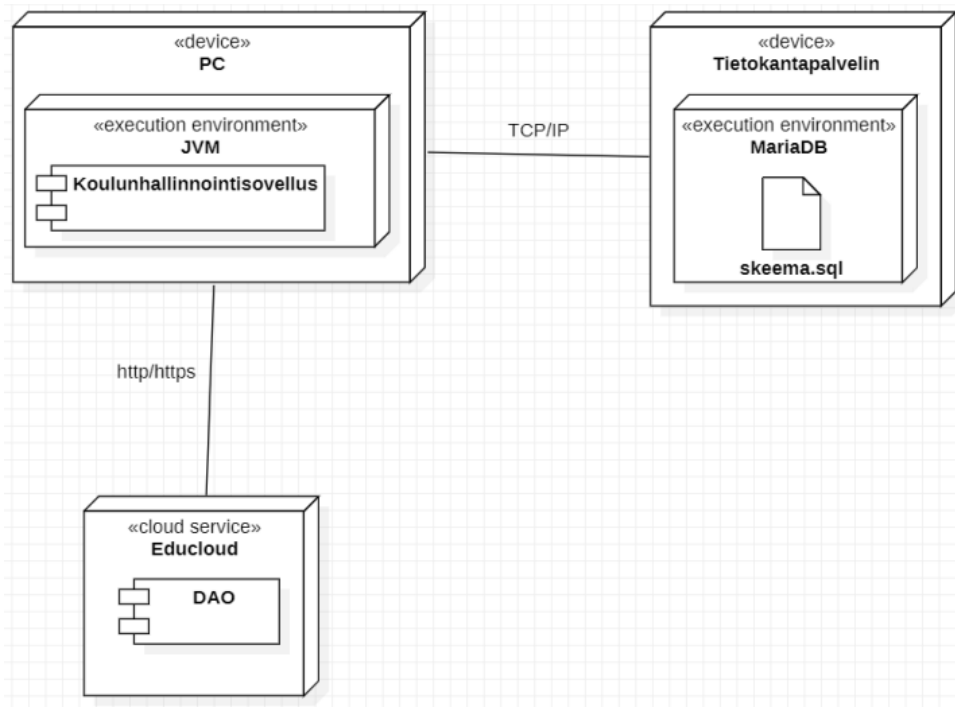 «device»
PC
«execution environment»
JVM
Koulunhallinnointisovellus
TCP/IP
«device»
Tietokantapalvelin
«execution environment»
MariaDB
skeema.sql
http/https
«cloud service»
Educloud
DAO